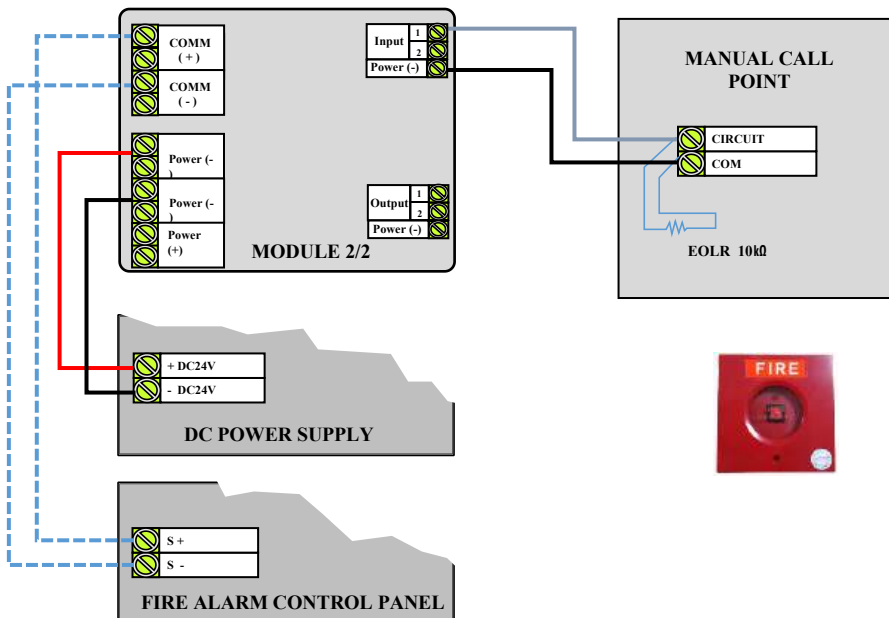 COMM
( + )
COMM
( - )
Power (-
)
Power (-
)
Power
(+)
Input
1
2
Power (-)
Output
1
2
Power (-)
MODULE 2/2
MANUAL CALL
POINT
CIRCUIT
COM
EOLR 10kΩ
+ DC24V
- DC24V
DC POWER SUPPLY
FIRE
S +
S -
FIRE ALARM CONTROL PANEL